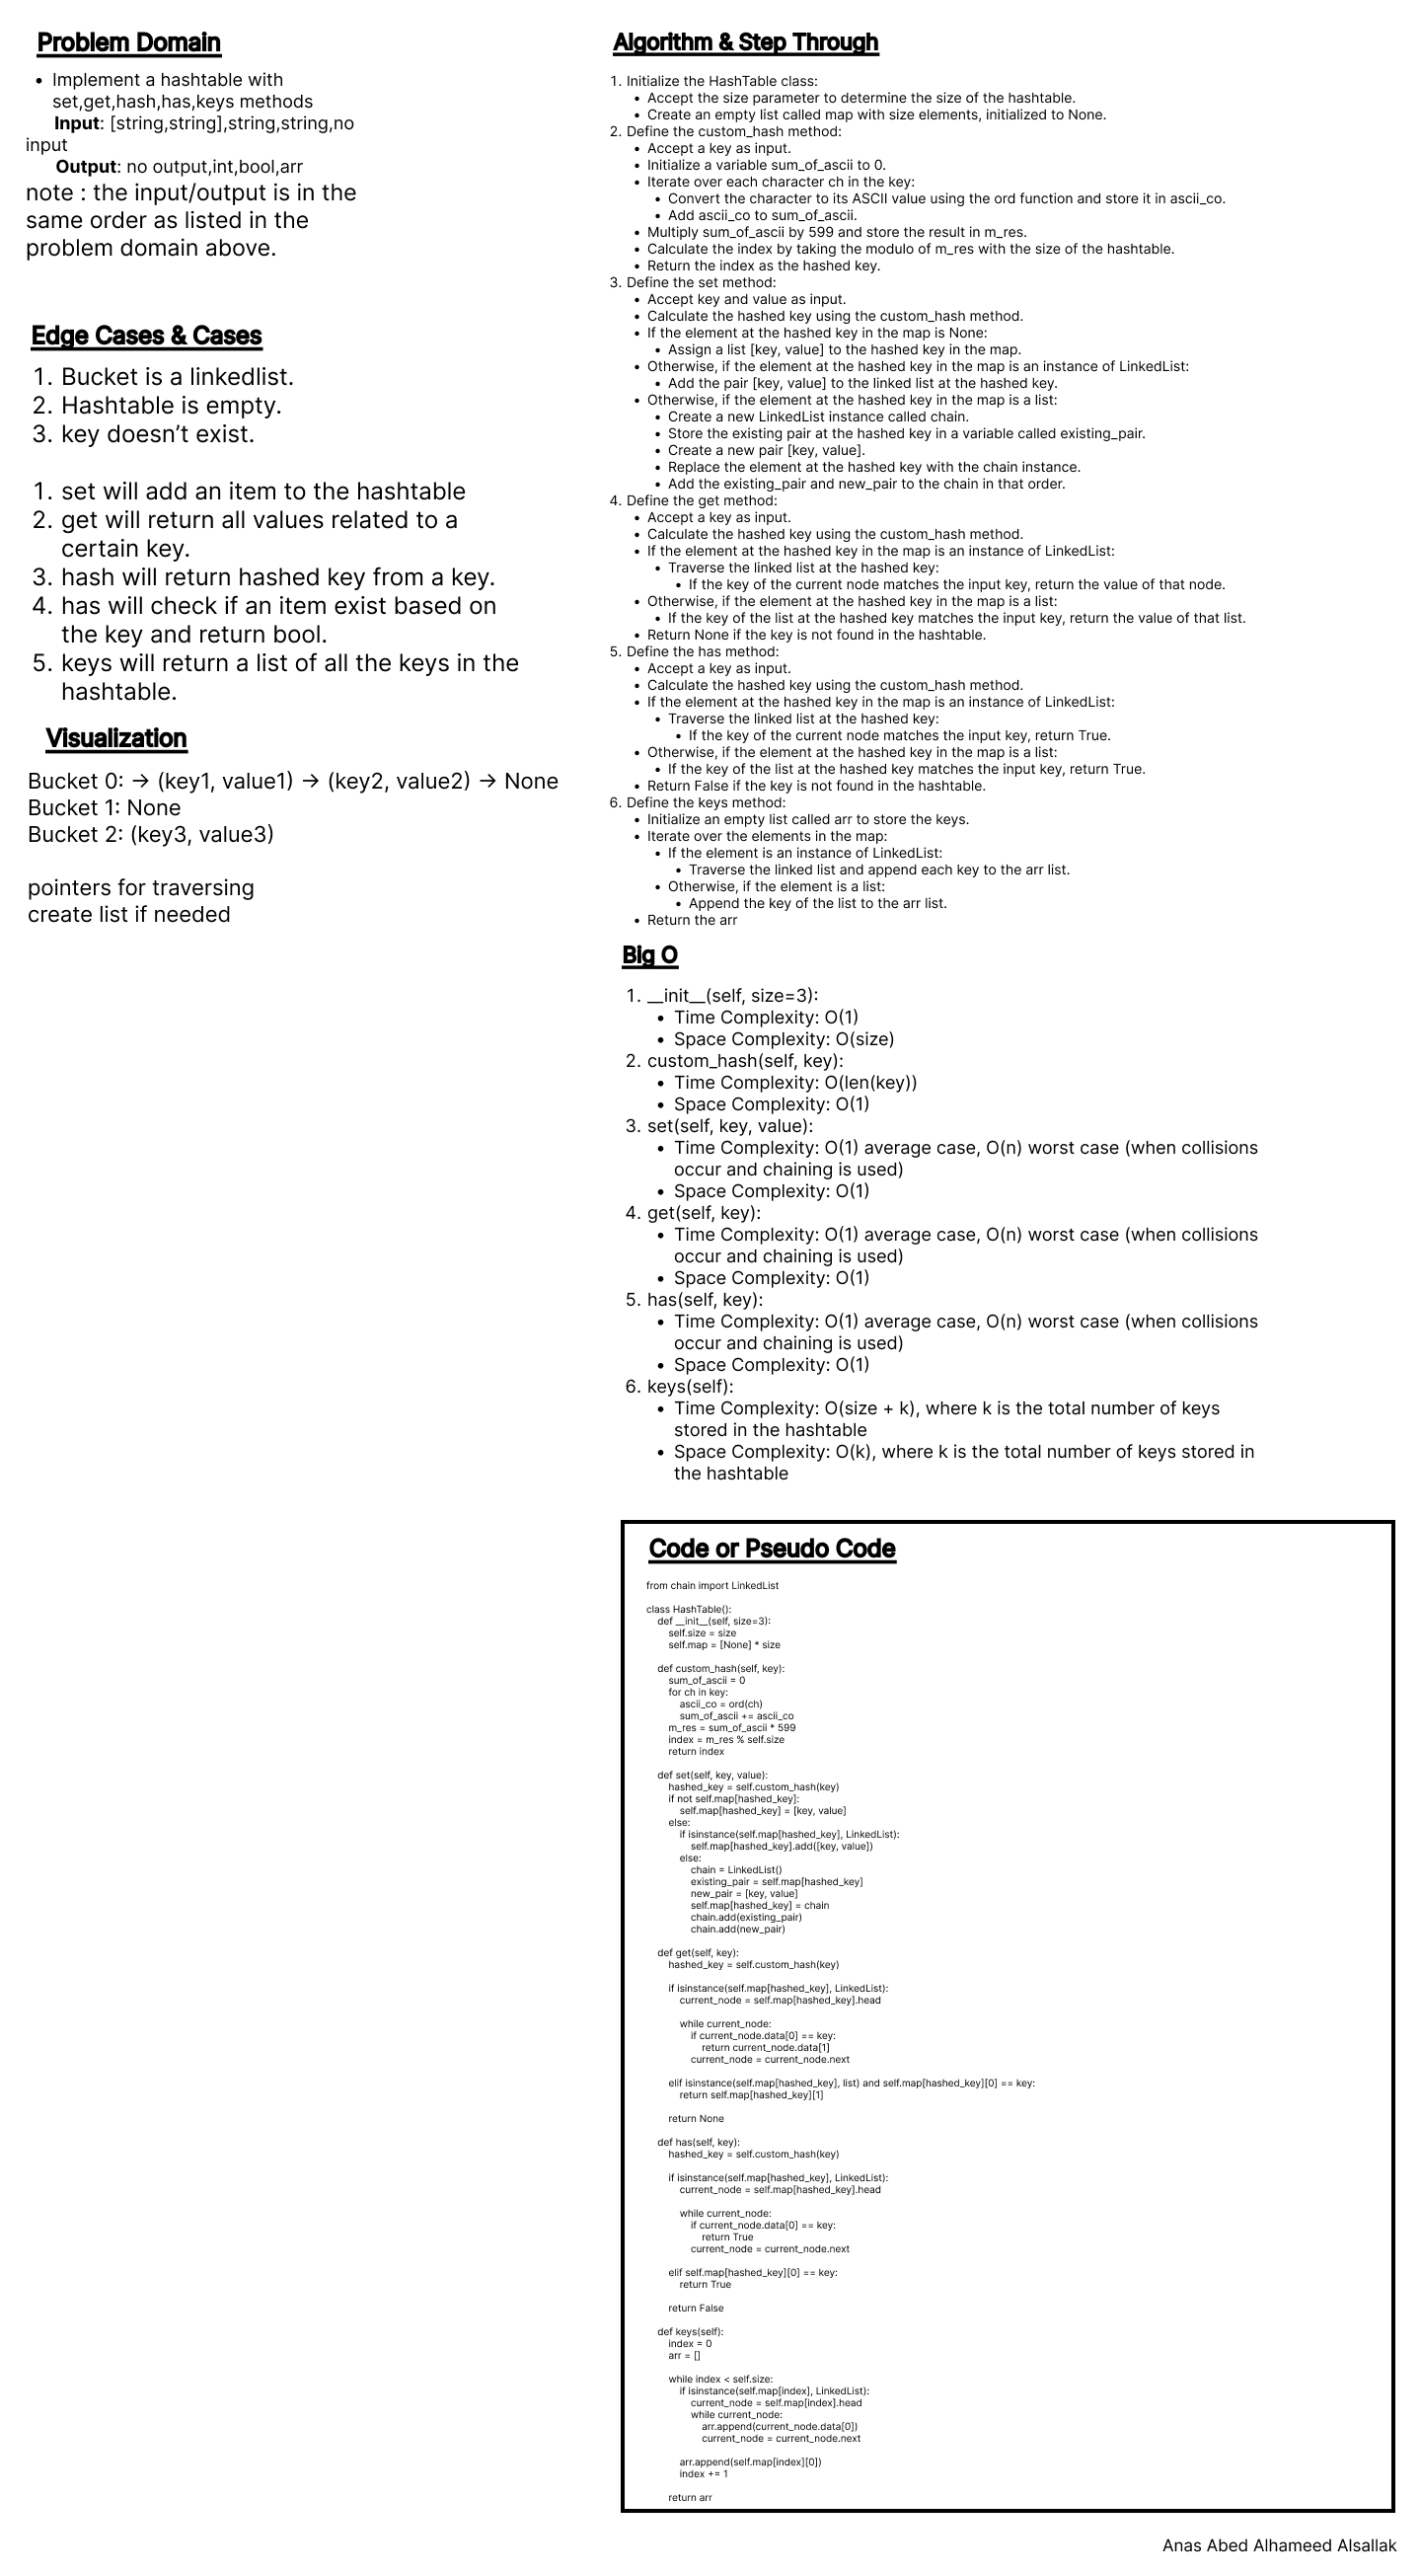 Problem Domain
• Implement a hashtable with
set,get,hash,has,keys methods
Input: [string,string],string,string,no
input
Output: no output,int,bool,arr
note : the input/output is in the
same order as listed in the
problem domain above.
Edge Cases & Cases
1. Bucket is a linkedlist.
2. Hashtable is empty.
3. key doesn’t exist.
1. set will add an item to the hashtable
2. get will return all values related to a
certain key.
3. hash will return hashed key from a key.
4. has will check if an item exist based on
the key and return bool.
5. keys will return a list of all the keys in the
hashtable.
Visualization
Bucket 0: → (key1, value1) → (key2, value2) → None
Bucket 1: None
Bucket 2: (key3, value3)
pointers for traversing
create list if needed
Algorithm & Step Through
1. Initialize the HashTable class:
• Accept the size parameter to determine the size of the hashtable.
• Create an empty list called map with size elements, initialized to None.
2. Define the custom_hash method:
• Accept a key as input.
• Initialize a variable sum_of_ascii to 0.
• Iterate over each character ch in the key:
• Convert the character to its ASCII value using the ord function and store it in ascii_co.
• Add ascii_co to sum_of_ascii.
• Multiply sum_of_ascii by 599 and store the result in m_res.
• Calculate the index by taking the modulo of m_res with the size of the hashtable.
• Return the index as the hashed key.
3. Define the set method:
• Accept key and value as input.
• Calculate the hashed key using the custom_hash method.
• If the element at the hashed key in the map is None:
• Assign a list [key, value] to the hashed key in the map.
• Otherwise, if the element at the hashed key in the map is an instance of LinkedList:
• Add the pair [key, value] to the linked list at the hashed key.
• Otherwise, if the element at the hashed key in the map is a list:
• Create a new LinkedList instance called chain.
• Store the existing pair at the hashed key in a variable called existing_pair.
• Create a new pair [key, value].
• Replace the element at the hashed key with the chain instance.
• Add the existing_pair and new_pair to the chain in that order.
4. Define the get method:
• Accept a key as input.
• Calculate the hashed key using the custom_hash method.
• If the element at the hashed key in the map is an instance of LinkedList:
• Traverse the linked list at the hashed key:
• If the key of the current node matches the input key, return the value of that node.
• Otherwise, if the element at the hashed key in the map is a list:
• If the key of the list at the hashed key matches the input key, return the value of that list.
• Return None if the key is not found in the hashtable.
5. Define the has method:
• Accept a key as input.
• Calculate the hashed key using the custom_hash method.
• If the element at the hashed key in the map is an instance of LinkedList:
• Traverse the linked list at the hashed key:
• If the key of the current node matches the input key, return True.
• Otherwise, if the element at the hashed key in the map is a list:
• If the key of the list at the hashed key matches the input key, return True.
• Return False if the key is not found in the hashtable.
6. Define the keys method:
• Initialize an empty list called arr to store the keys.
• Iterate over the elements in the map:
• If the element is an instance of LinkedList:
• Traverse the linked list and append each key to the arr list.
• Otherwise, if the element is a list:
• Append the key of the list to the arr list.
• Return the arr
Big O
1. __init__(self, size=3):
• Time Complexity: O(1)
• Space Complexity: O(size)
2. custom_hash(self, key):
• Time Complexity: O(len(key))
• Space Complexity: O(1)
3. set(self, key, value):
• Time Complexity: O(1) average case, O(n) worst case (when collisions
occur and chaining is used)
• Space Complexity: O(1)
4. get(self, key):
• Time Complexity: O(1) average case, O(n) worst case (when collisions
occur and chaining is used)
• Space Complexity: O(1)
5. has(self, key):
• Time Complexity: O(1) average case, O(n) worst case (when collisions
occur and chaining is used)
• Space Complexity: O(1)
6. keys(self):
• Time Complexity: O(size + k), where k is the total number of keys
stored in the hashtable
• Space Complexity: O(k), where k is the total number of keys stored in
the hashtable
Code or Pseudo Code
from chain import LinkedList
class HashTable():
def __init__(self, size=3):
self.size = size
self.map = [None] * size
def custom_hash(self, key):
sum_of_ascii = 0
for ch in key:
ascii_co = ord(ch)
sum_of_ascii += ascii_co
m_res = sum_of_ascii * 599
index = m_res % self.size
return index
def set(self, key, value):
hashed_key = self.custom_hash(key)
if not self.map[hashed_key]:
self.map[hashed_key] = [key, value]
else:
if isinstance(self.map[hashed_key], LinkedList):
self.map[hashed_key].add([key, value])
else:
chain = LinkedList()
existing_pair = self.map[hashed_key]
new_pair = [key, value]
self.map[hashed_key] = chain
chain.add(existing_pair)
chain.add(new_pair)
def get(self, key):
hashed_key = self.custom_hash(key)
if isinstance(self.map[hashed_key], LinkedList):
current_node = self.map[hashed_key].head
while current_node:
if current_node.data[0] == key:
return current_node.data[1]
current_node = current_node.next
elif isinstance(self.map[hashed_key], list) and self.map[hashed_key][0] == key:
return self.map[hashed_key][1]
return None
def has(self, key):
hashed_key = self.custom_hash(key)
if isinstance(self.map[hashed_key], LinkedList):
current_node = self.map[hashed_key].head
while current_node:
if current_node.data[0] == key:
return True
current_node = current_node.next
elif self.map[hashed_key][0] == key:
return True
return False
def keys(self):
index = 0
arr = []
while index < self.size:
if isinstance(self.map[index], LinkedList):
current_node = self.map[index].head
while current_node:
arr.append(current_node.data[0])
current_node = current_node.next
arr.append(self.map[index][0])
index += 1
return arr
Anas Abed Alhameed Alsallak